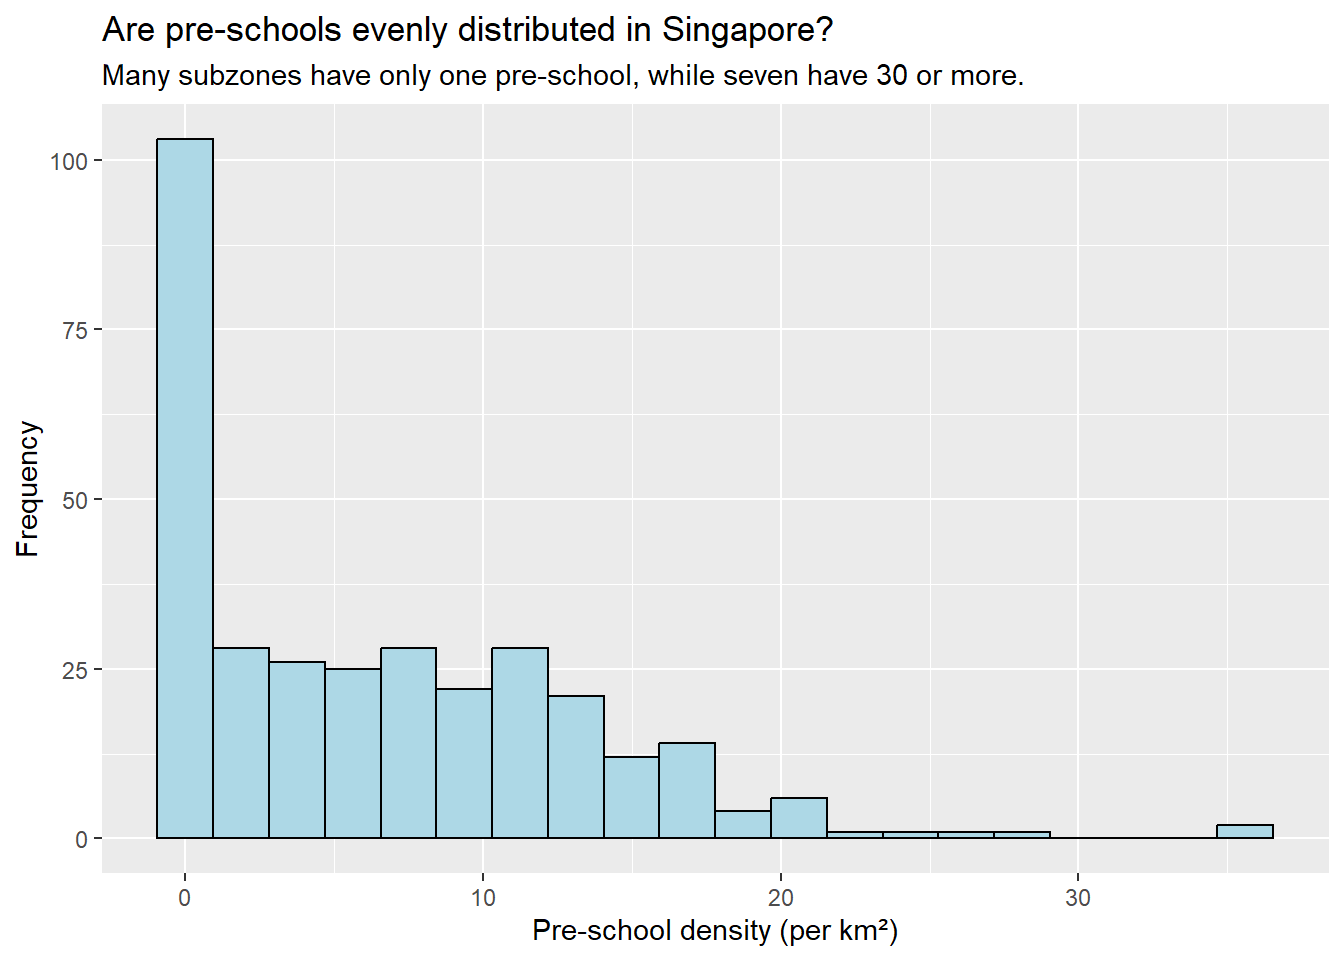 Are pre-schools evenly distributed in Singapore?
Many subzones have only one pre-school, while seven have 30 or more.
100
75
50
25
0
Frequency
0 10 20 30
Pre-school density (per km²)